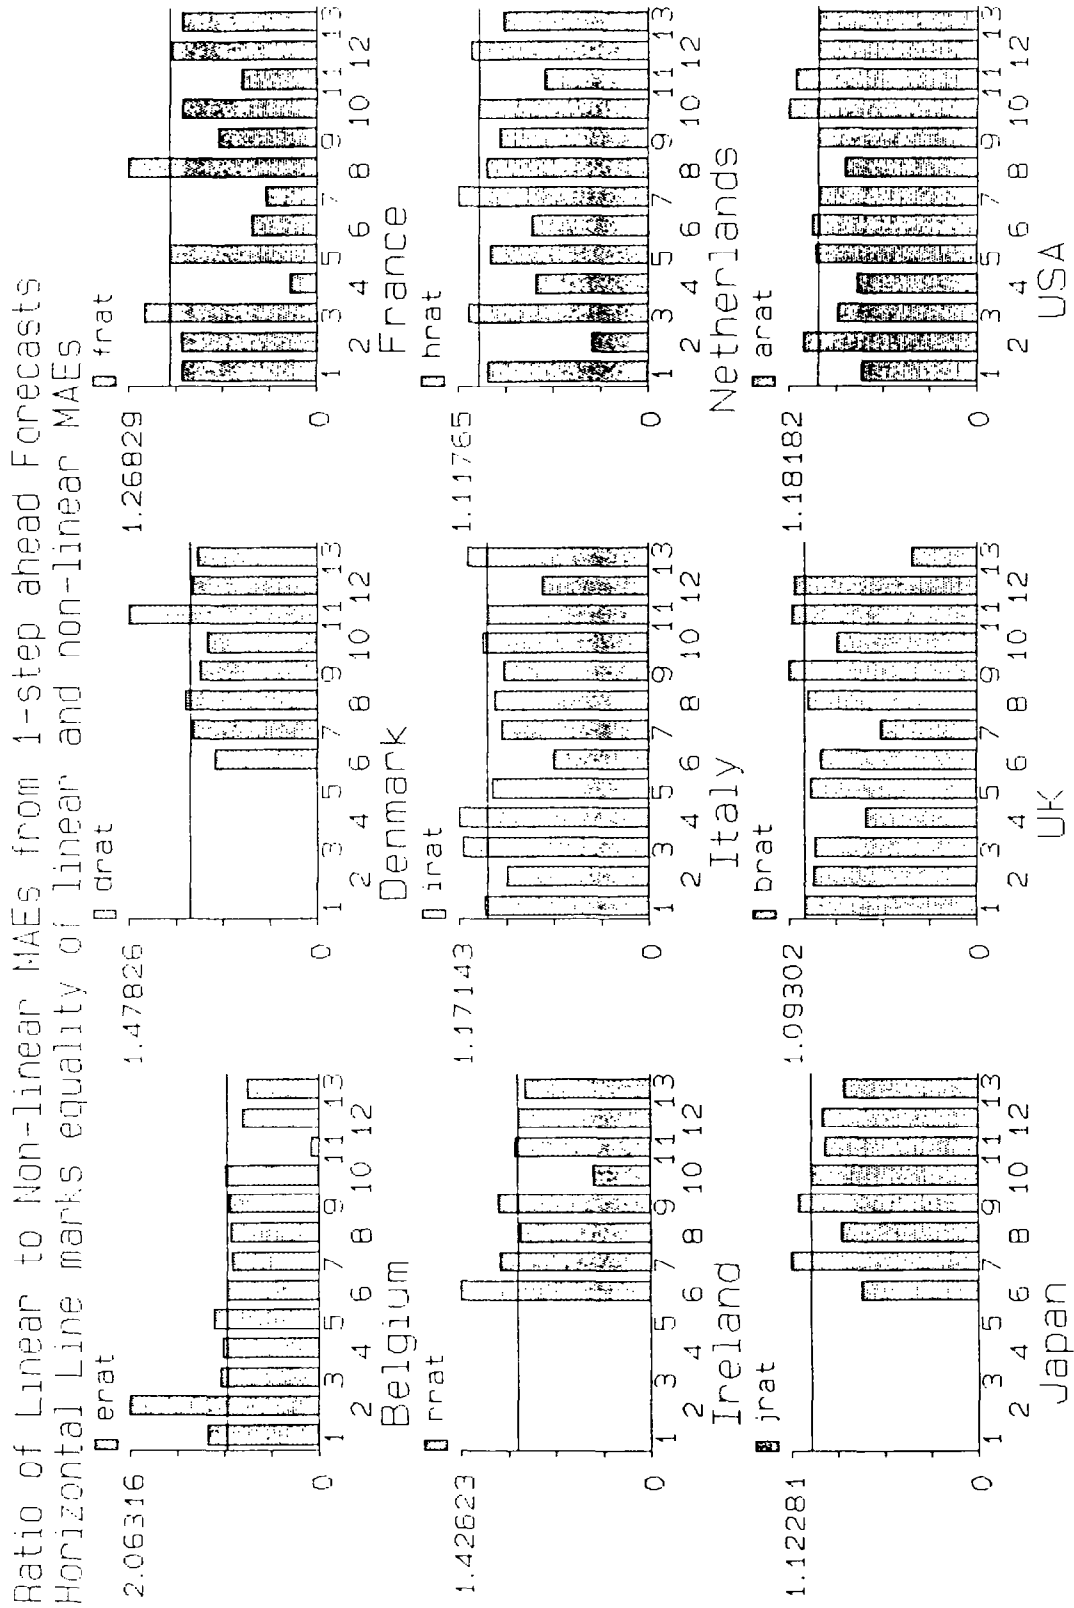 Ratio of Linear to Non-linear MAEs from 1-step ahead Forecasts
Horizontal Line marks equality of linear and non-linear MAEs
erat
2.06316
0
1 2 3 4 5 6 7 8 9 10 11 12 13
Belgium
drat
1.47826
0
1 2 3 4 5 6 7 8 9 10 11 12 13
Denmark
frat
1.26829
0
1 2 3 4 5 6 7 8 9 10 11 12 13
France
rrat
1.42623
0
1 2 3 4 5 6 7 8 9 10 11 12 13
Ireland
irat
1.17143
0
1 2 3 4 5 6 7 8 9 10 11 12 13
Italy
hrat
1.11765
0
1 2 3 4 5 6 7 8 9 10 11 12 13
Netherlands
jrat
1.12281
0
1 2 3 4 5 6 7 8 9 10 11 12 13
Japan
brat
1.09302
0
1 2 3 4 5 6 7 8 9 10 11 12 13
UK
arat
1.18182
0
1 2 3 4 5 6 7 8 9 10 11 12 13
USA